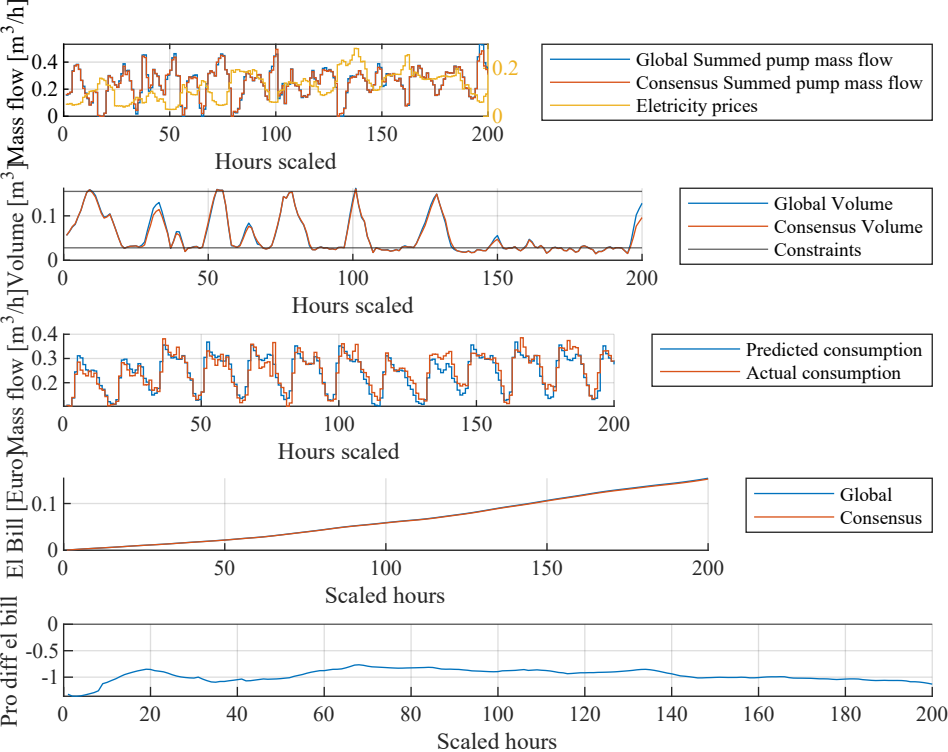 Mass flow [m^3/h]
0.4
0.2
0
0.2
0
0
50
100
150
200
Hours scaled
Global Summed pump mass flow
Consensus Summed pump mass flow
Eletricity prices
Volume [m^3]
0.1
0
0
50
100
150
200
Hours scaled
Global Volume
Consensus Volume
Constraints
Mass flow [m^3/h]
0.4
0.3
0.2
0
50
100
150
200
Hours scaled
Predicted consumption
Actual consumption
El Bill [Euro]
0.1
0
0
50
100
150
200
Scaled hours
Global
Consensus
Pro diff el bill
0
-0.5
-1
0
20
40
60
80
100
120
140
160
180
200
Scaled hours